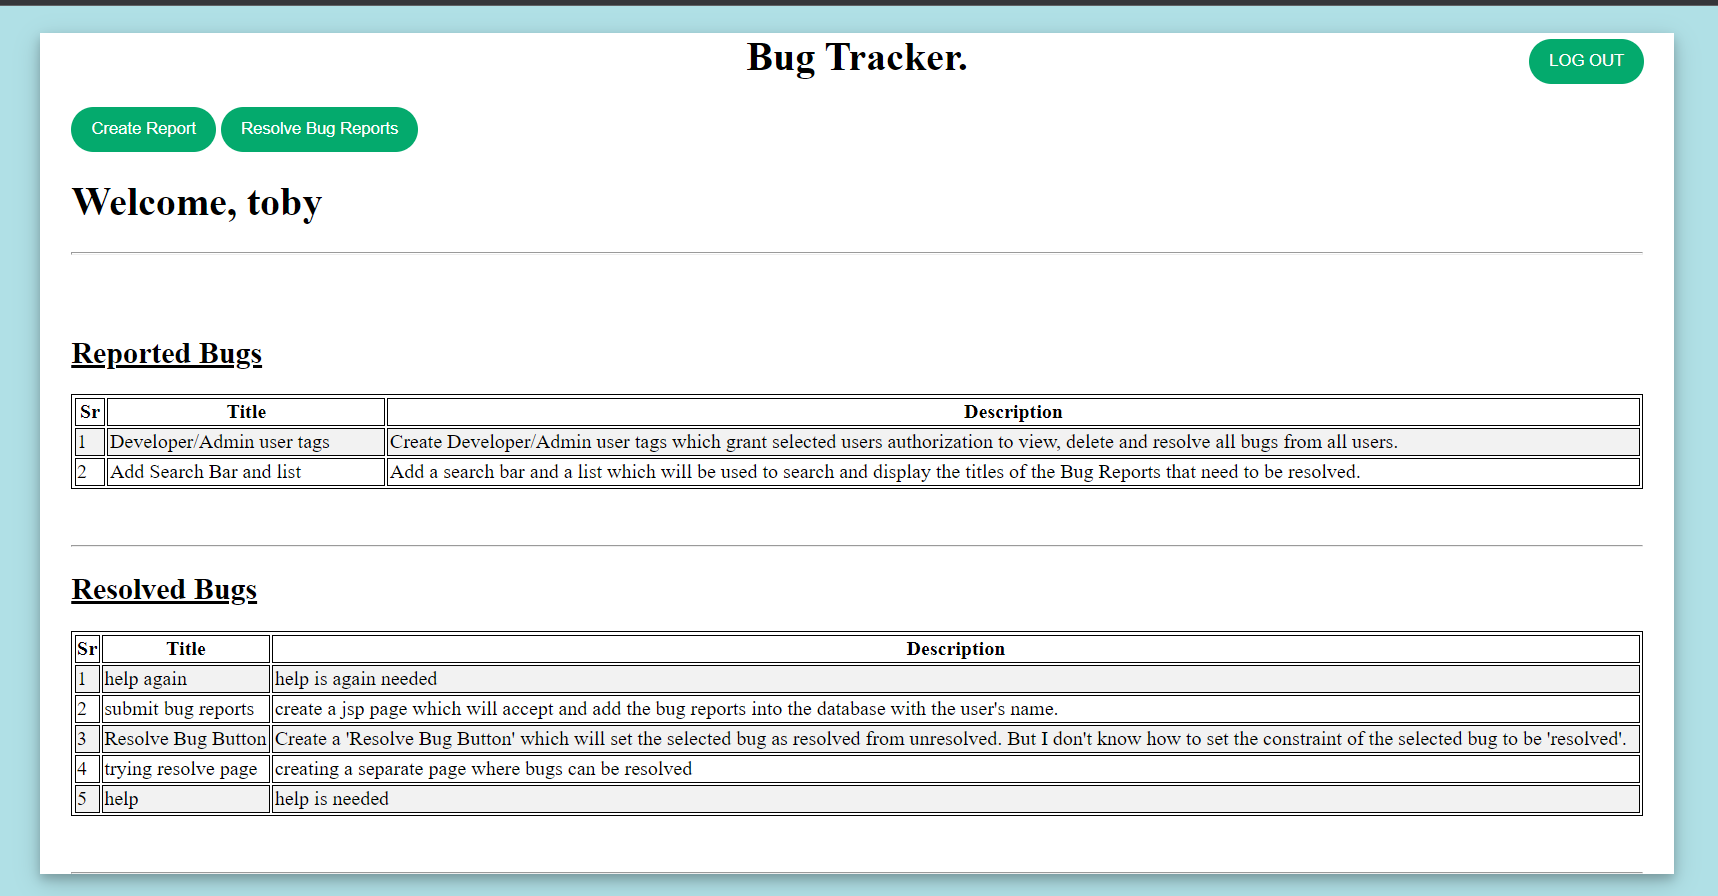 Bug Tracker.
LOG OUT
Create Report Resolve Bug Reports
Welcome, toby
Reported Bugs
Sr Title Description
1 Developer/Admin user tags Create Developer/Admin user tags which grant selected users authorization to view, delete and resolve all bugs from all users.
2 Add Search Bar and list Add a search bar and a list which will be used to search and display the titles of the Bug Reports that need to be resolved.
Resolved Bugs
Sr Title Description
1 help again help is again needed
2 submit bug reports create a jsp page which will accept and add the bug reports into the database with the user's name.
3 Resolve Bug Button Create a 'Resolve Bug Button' which will set the selected bug as resolved from unresolved. But I don't know how to set the constraint of the selected bug to be 'resolved'.
4 trying resolve page creating a separate page where bugs can be resolved
5 help help is needed